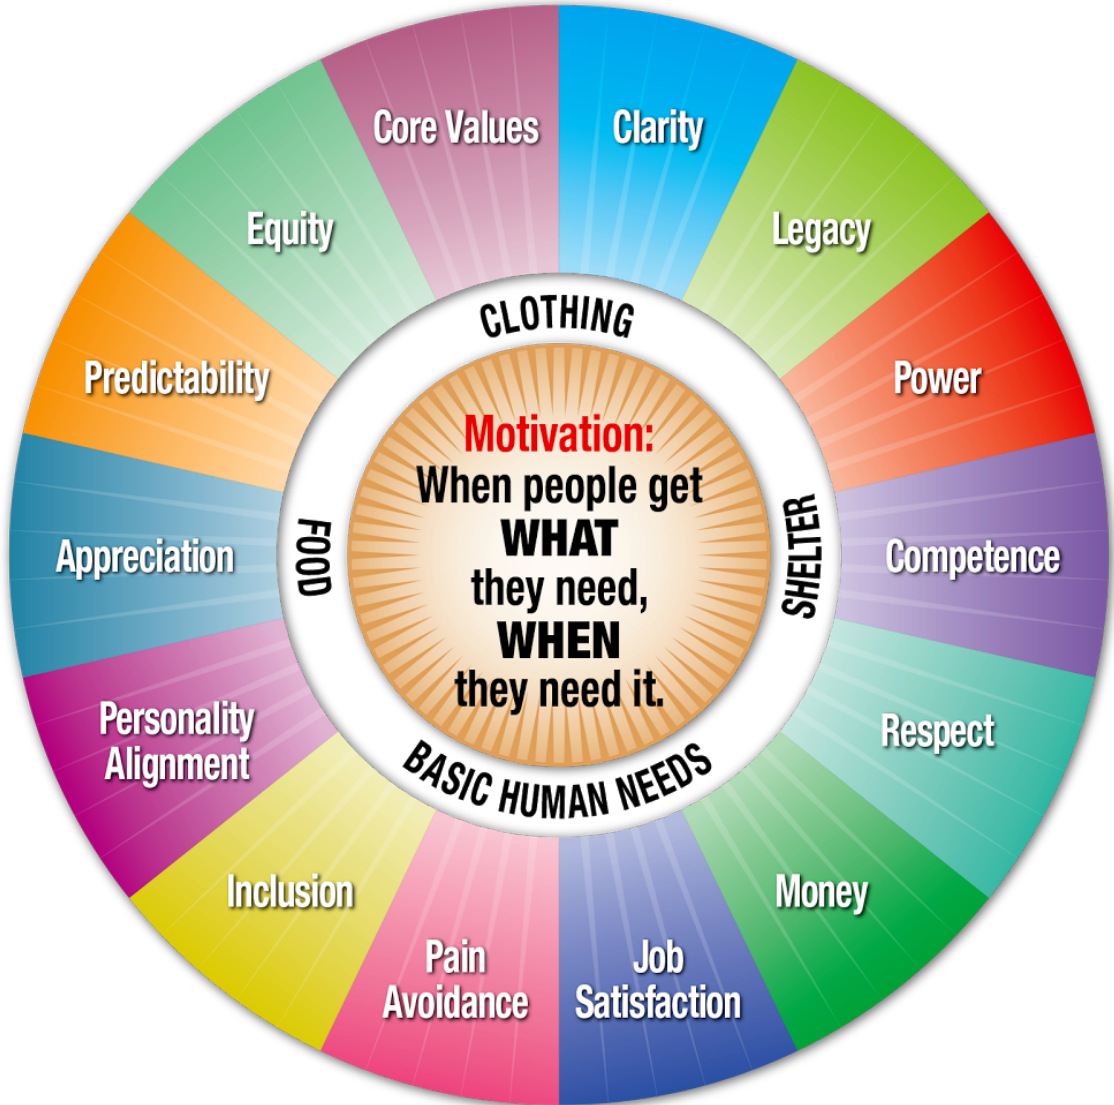 Core Values
Clarity
Legacy
Power
Competence
Respect
Money
Job
Satisfaction
Pain
Avoidance
Inclusion
Personality
Alignment
Appreciation
Predictability
Equity
CLOTHING
SHELTER
BASIC HUMAN NEEDS
FOOD
Motivation:
When people get
WHAT
they need,
WHEN
they need it.